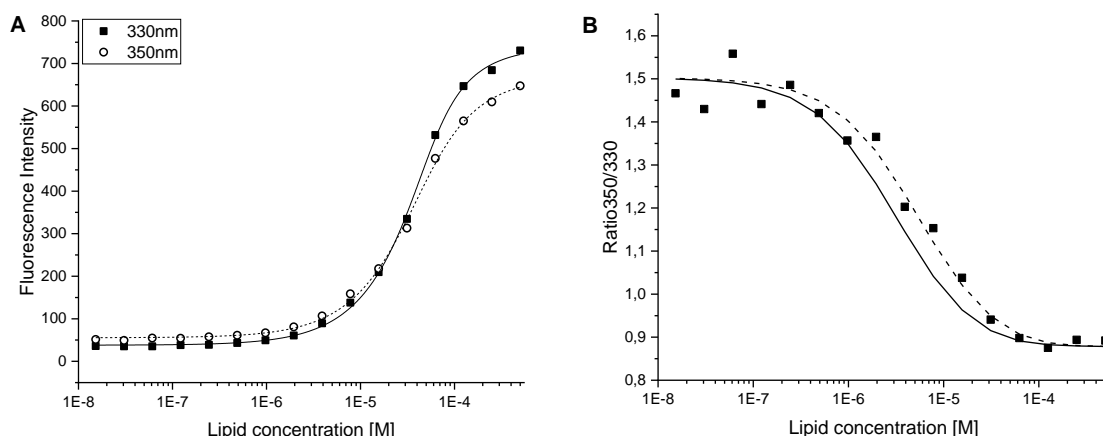 A
330nm
350nm
Fluorescence Intensity
800
700
600
500
400
300
200
100
0
1E-8 1E-7 1E-6 1E-5 1E-4
Lipid concentration [M]
B
Ratio350/330
1,6
1,5
1,4
1,3
1,2
1,1
1,0
0,9
0,8
1E-8 1E-7 1E-6 1E-5 1E-4
Lipid concentration [M]